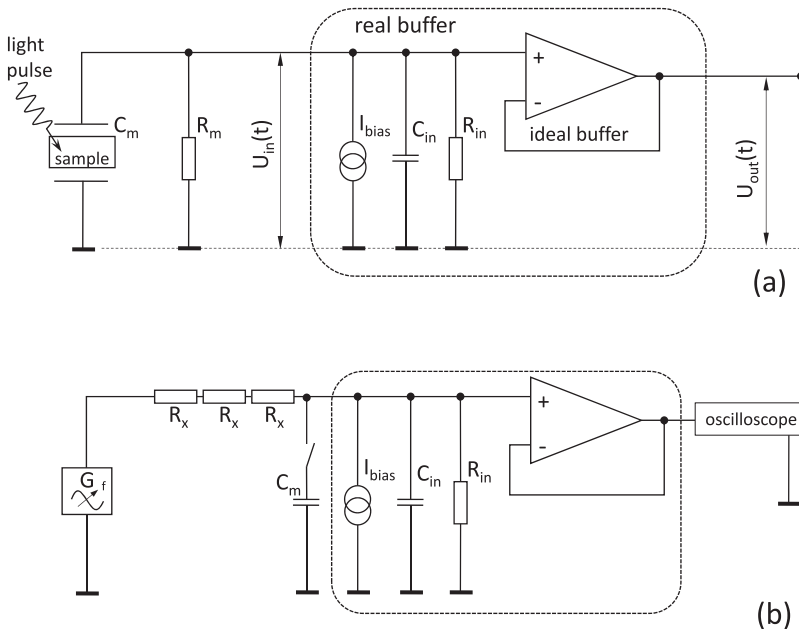 real buffer
light
pulse
C_m
sample
R_m
U_in(t)
I_bias
C_in
R_in
+
-
ideal buffer
U_out(t)
(a)
R_x R_x R_x
G f
C_m
I_bias
C_in
R_in
+
-
oscilloscope
(b)